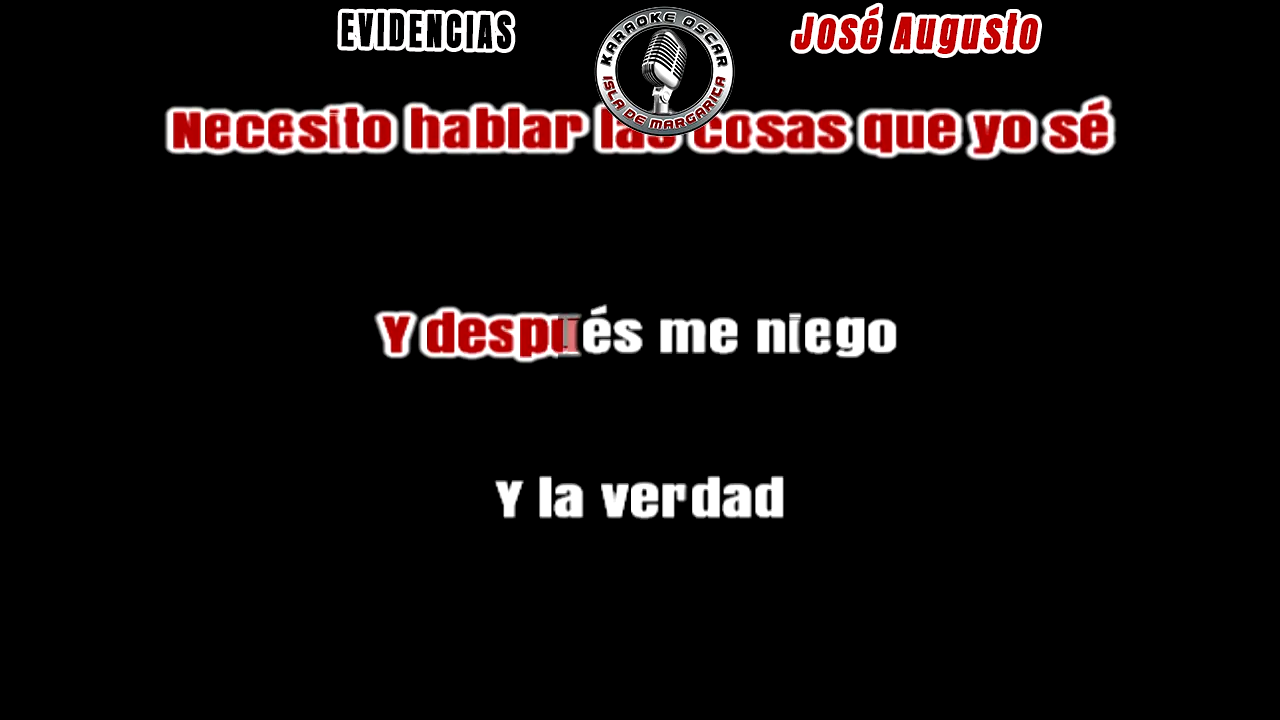 EVIDENCIAS
José Augusto
KARAOKE OSCAR
ISLA DE MARGARITA
Necesito hablar las cosas que yo sé
Y después me niego
Y la verdad